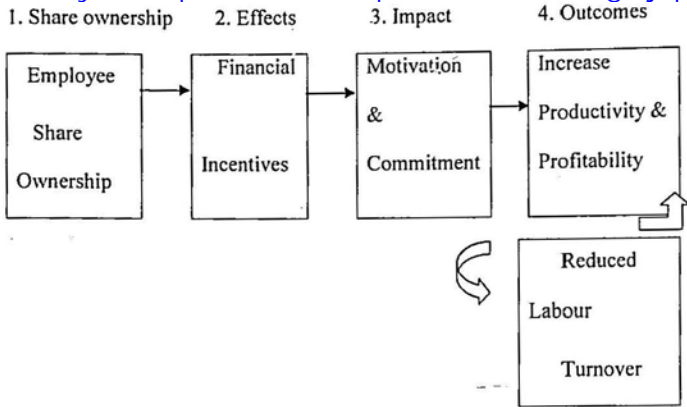 1. Share ownership
2. Effects
3. Impact
4. Outcomes
Employee
Share
Ownership
Financial
Incentives
Motivation
&
Commitment
Increase
Productivity &
Profitability
Reduced
Labour
Turnover